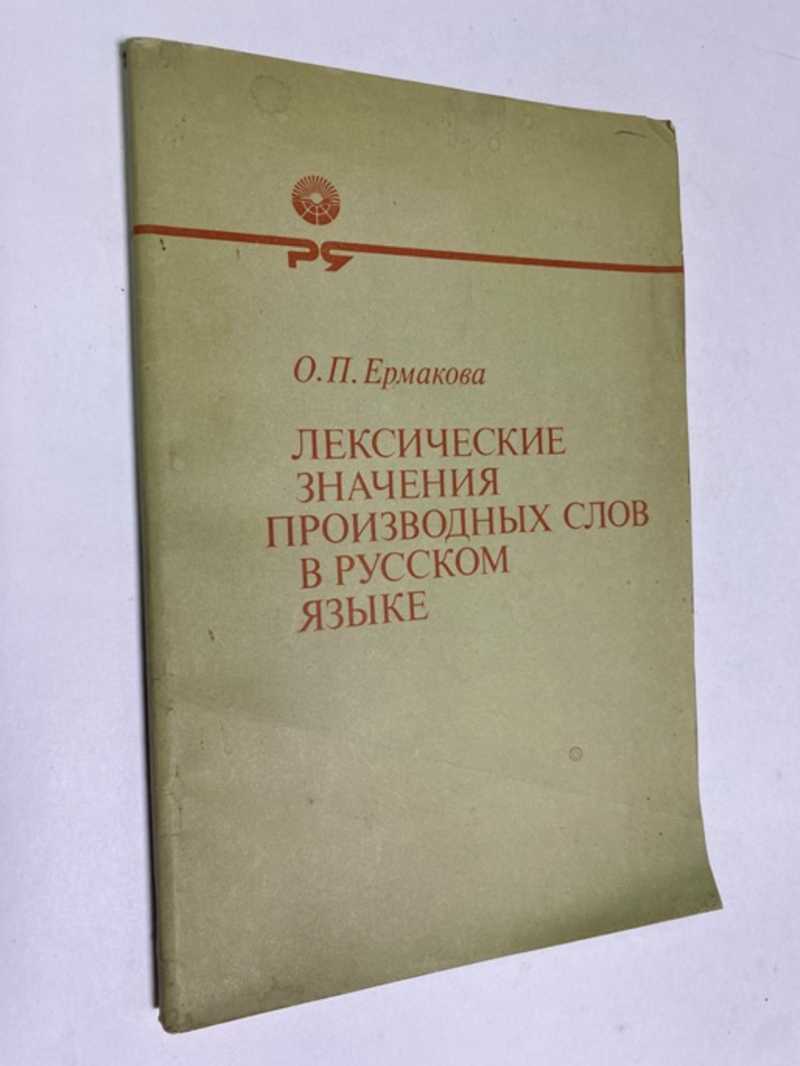 РЯ
О.П.Ермакова
ЛЕКСИЧЕСКИЕ
ЗНАЧЕНИЯ
ПРОИЗВОДНЫХ СЛОВ
В РУССКОМ
ЯЗЫКЕ